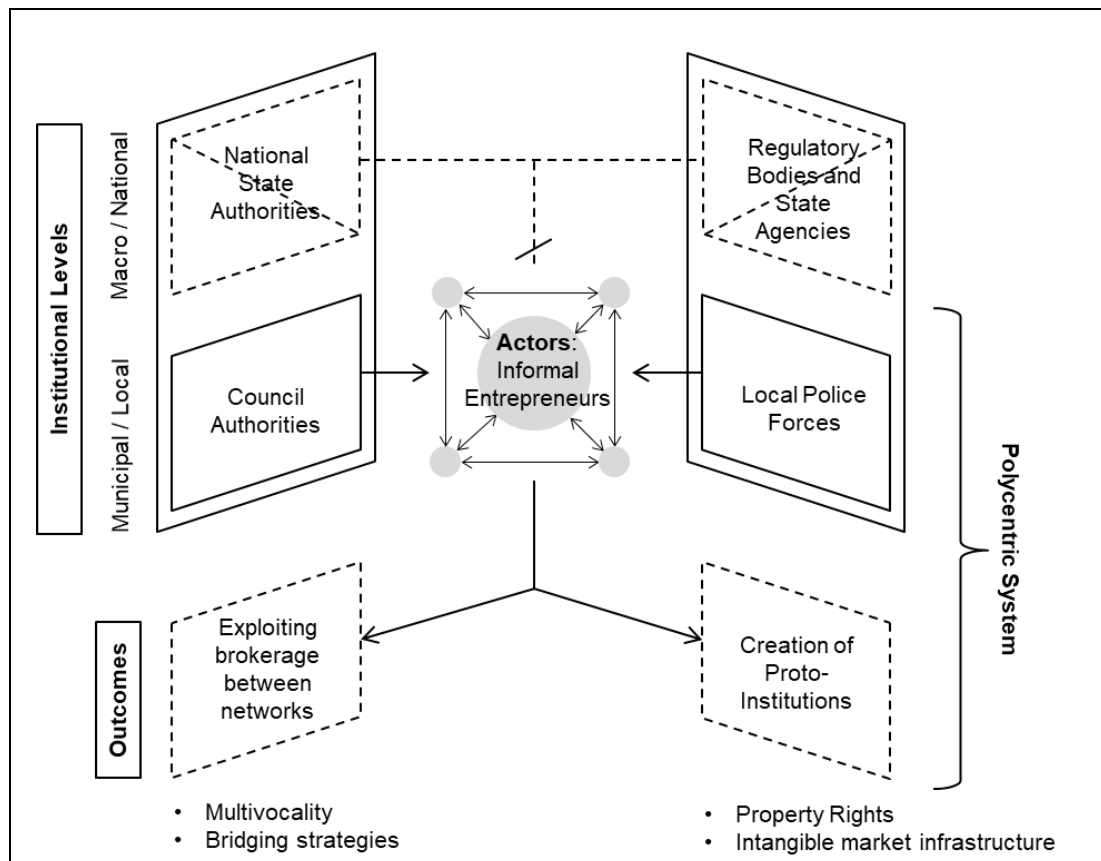 Institutional Levels
Macro / National
Municipal / Local
National
State
Authorities
Regulatory
Bodies and
State
Agencies
Council
Authorities
Actors:
Informal
Entrepreneurs
Local Police
Forces
Polycentric System
Outcomes
Exploiting
brokerage
between
networks
Creation of
Proto-
Institutions
• Multivocality
• Bridging strategies
• Property Rights
• Intangible market infrastructure